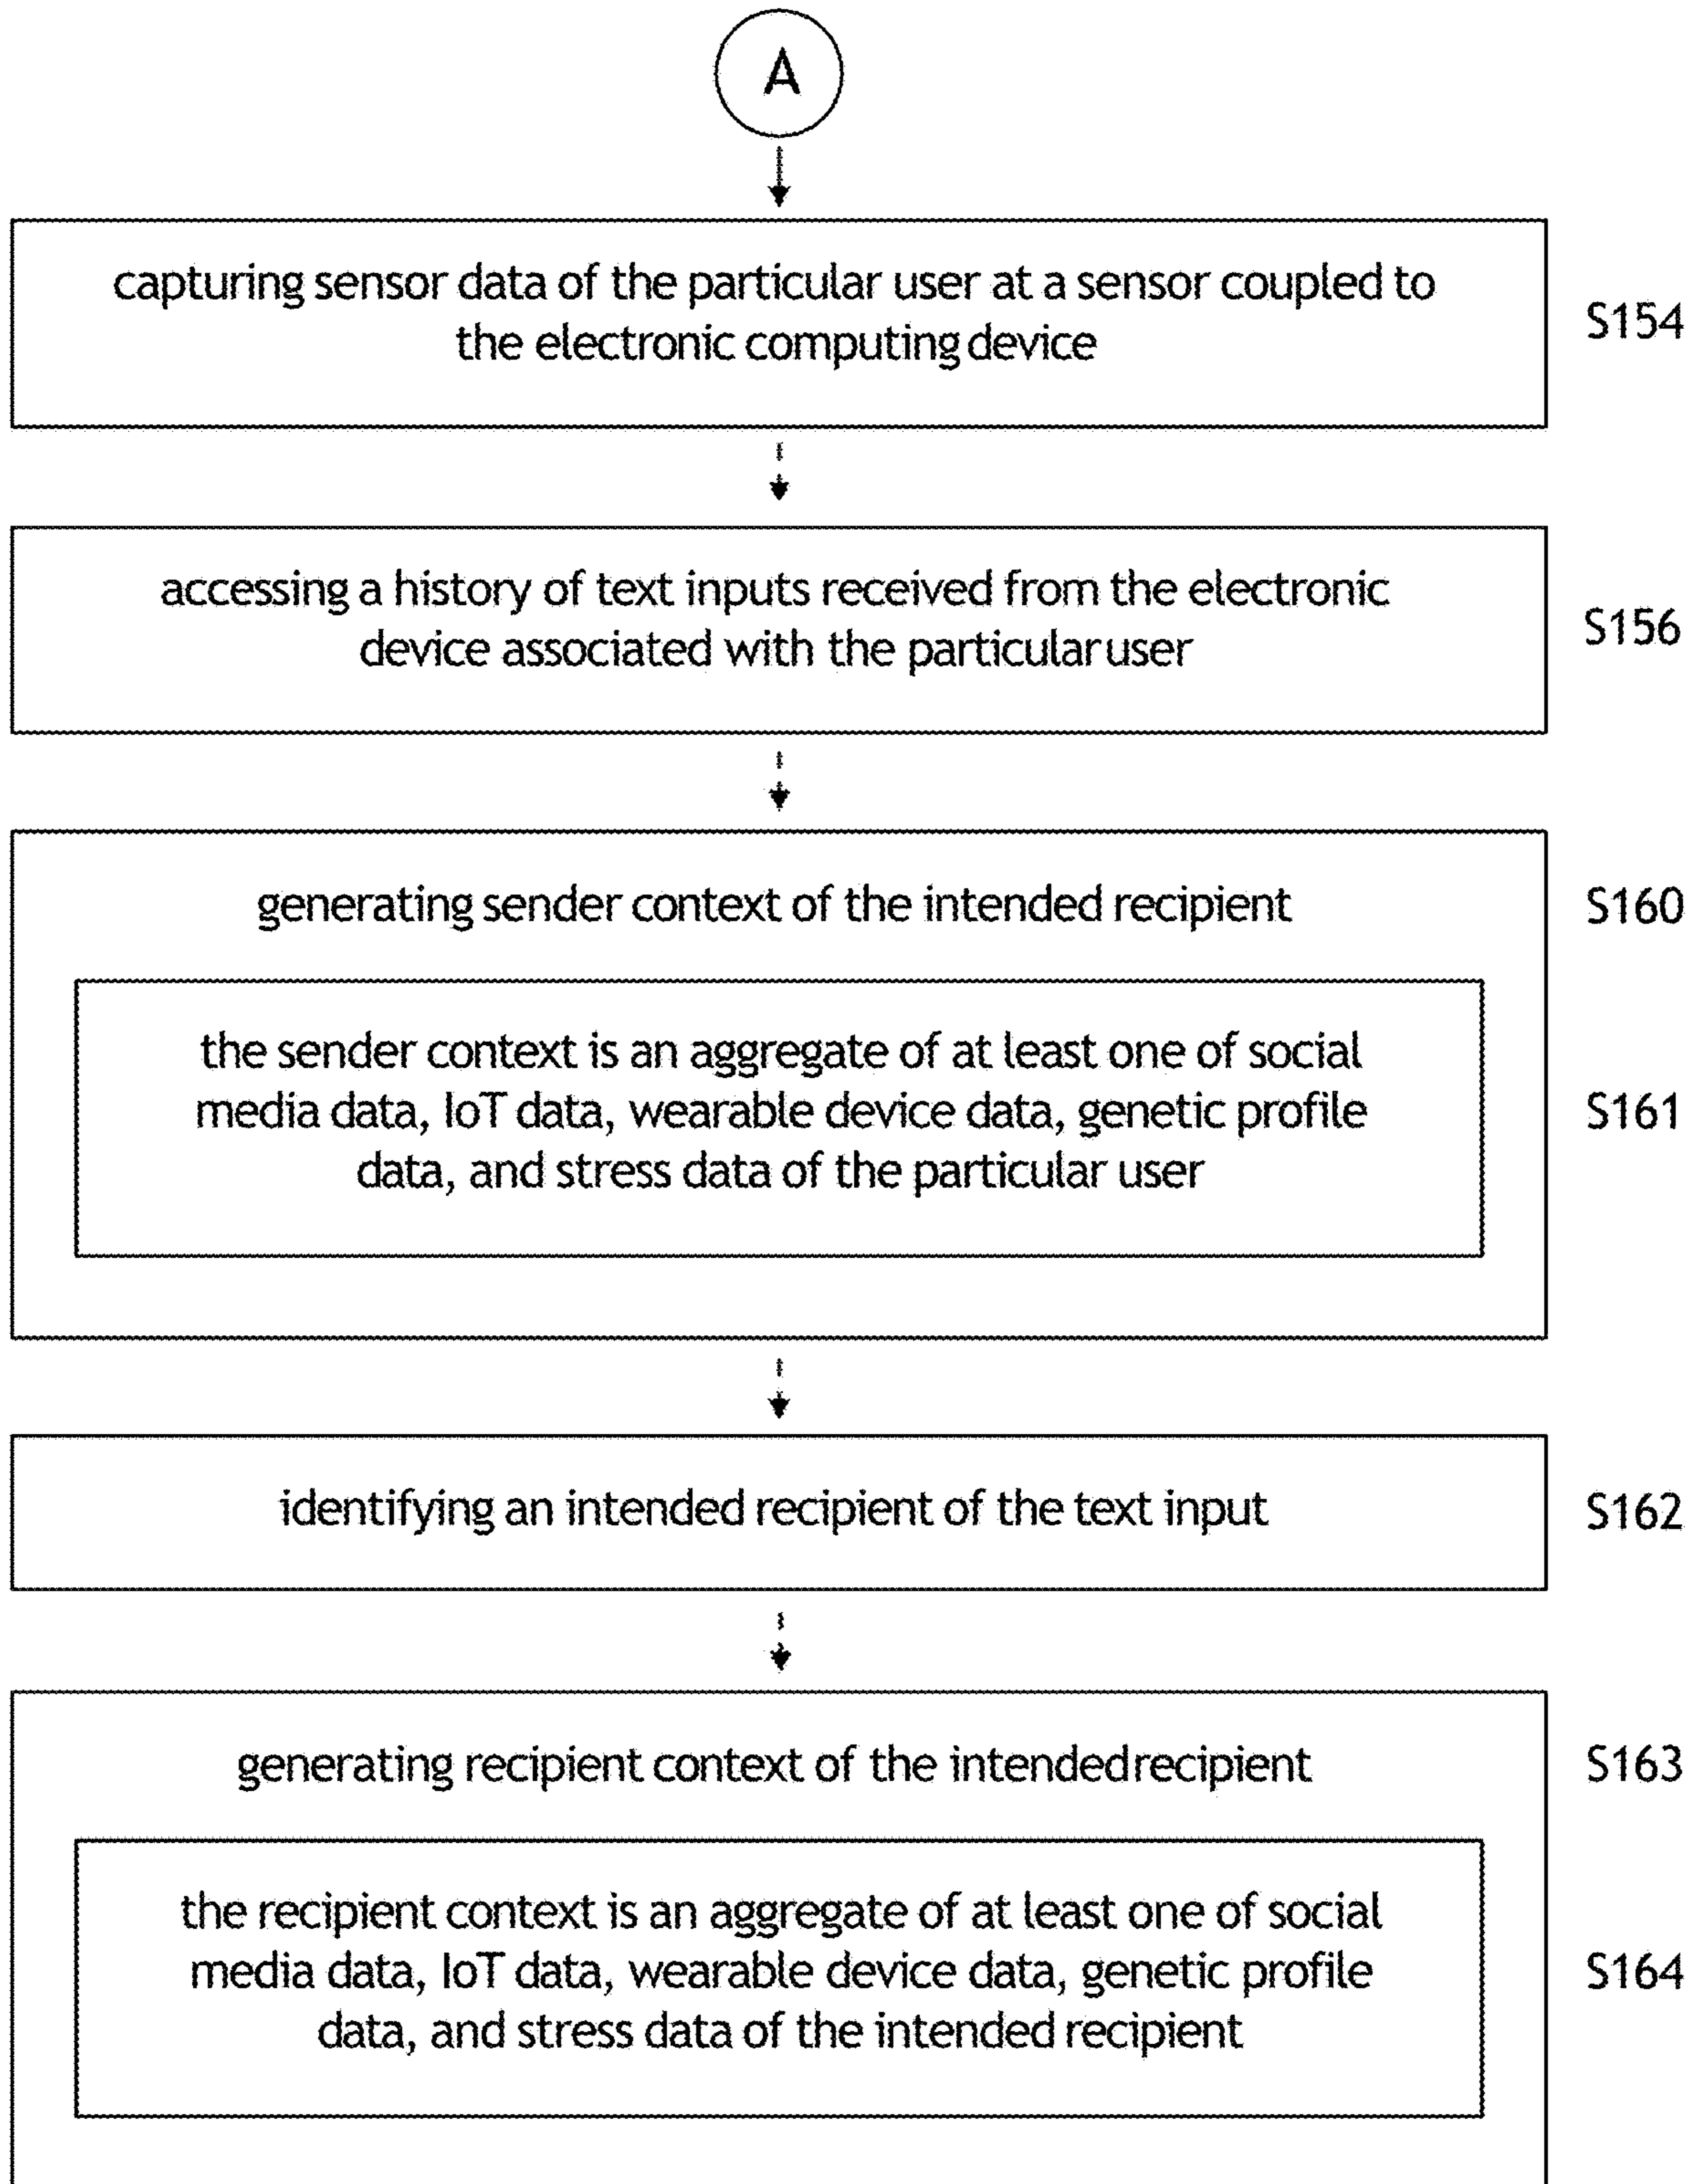 A
capturing sensor data of the particular user at a sensor coupled to
the electronic computing device
S154
accessing a history of text inputs received from the electronic
device associated with the particular user
S156
generating sender context of the intended recipient
S160
the sender context is an aggregate of at least one of social
media data, IoT data, wearable device data, genetic profile
data, and stress data of the particular user
S161
identifying an intended recipient of the text input
S162
generating recipient context of the intended recipient
S163
the recipient context is an aggregate of at least one of social
media data, IoT data, wearable device data, genetic profile
data, and stress data of the intended recipient
S164